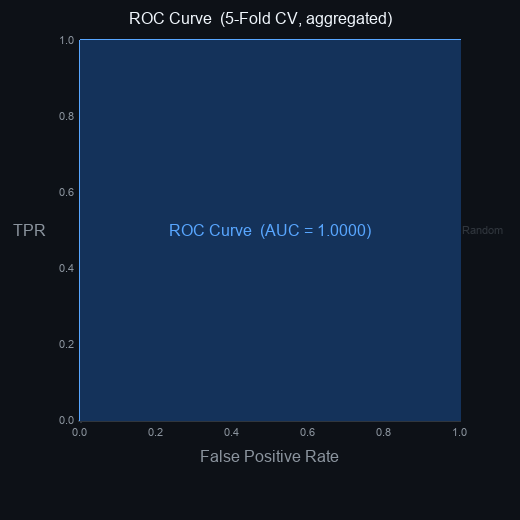 ROC Curve  (5-Fold CV, aggregated)
1.0
0.8
0.6
TPR
ROC Curve  (AUC = 1.0000)
Random
0.4
0.2
0.0
0.0 0.2 0.4 0.6 0.8 1.0
False Positive Rate